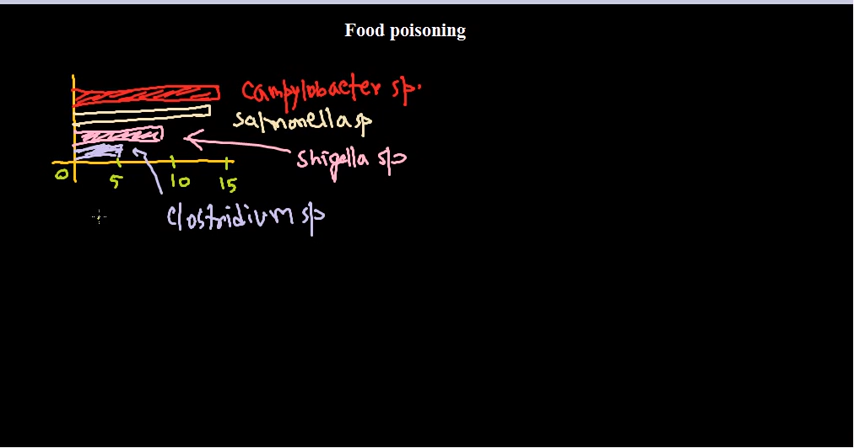 Food poisoning
Campylobacter sp.
Salmonella sp
Shigella sp
0 5 10 15
Clostridium sp